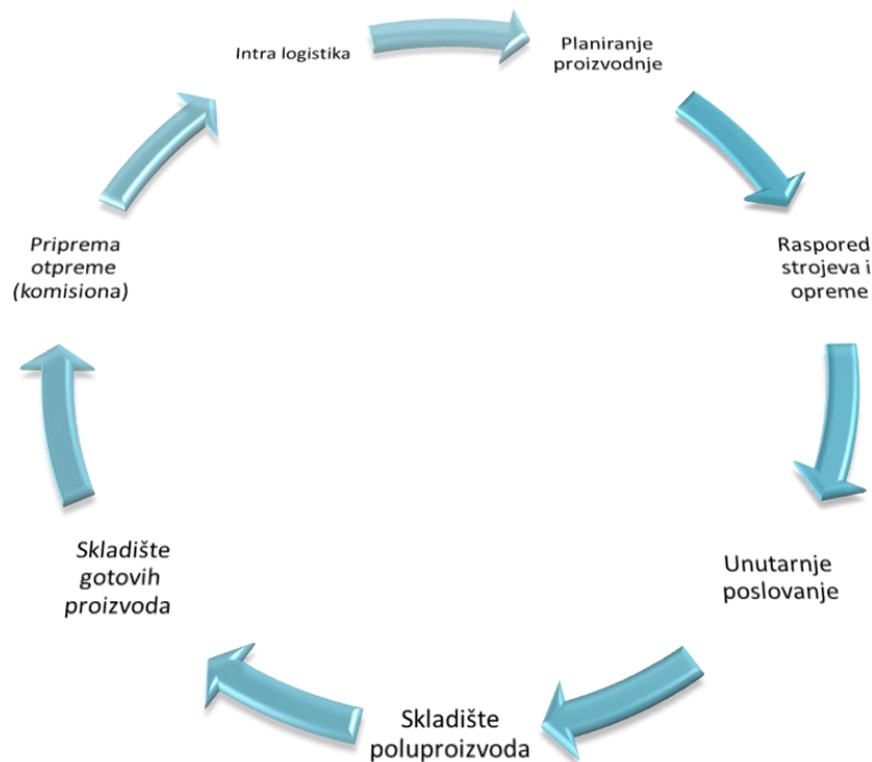 Intra logistika
Planiranje
proizvodnje
Raspored
strojeva i
opreme
Unutarnje
poslovanje
Skladište
poluproizvoda
Skladište
gotovih
proizvoda
Priprema
otpreme
(komisiona)